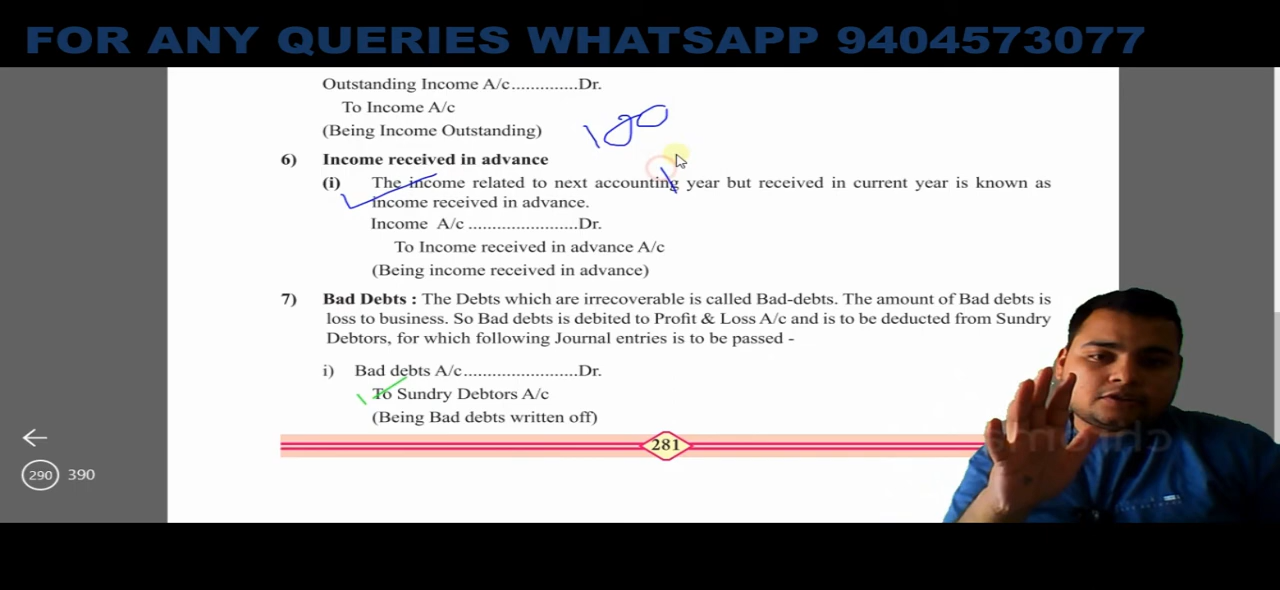 FOR ANY QUERIES WHATSAPP 9404573077
Outstanding Income A/c..............Dr.
To Income A/c
(Being Income Outstanding)
6) Income received in advance
(i) The income related to next accounting year but received in current year is known as
income received in advance.
Income A/c .......................Dr.
To Income received in advance A/c
(Being income received in advance)
7) Bad Debts : The Debts which are irrecoverable is called Bad-debts. The amount of Bad debts is
loss to business. So Bad debts is debited to Profit & Loss A/c and is to be deducted from Sundry
Debtors, for which following Journal entries is to be passed -
i) Bad debts A/c........................Dr.
To Sundry Debtors A/c
(Being Bad debts written off)
281
290 390